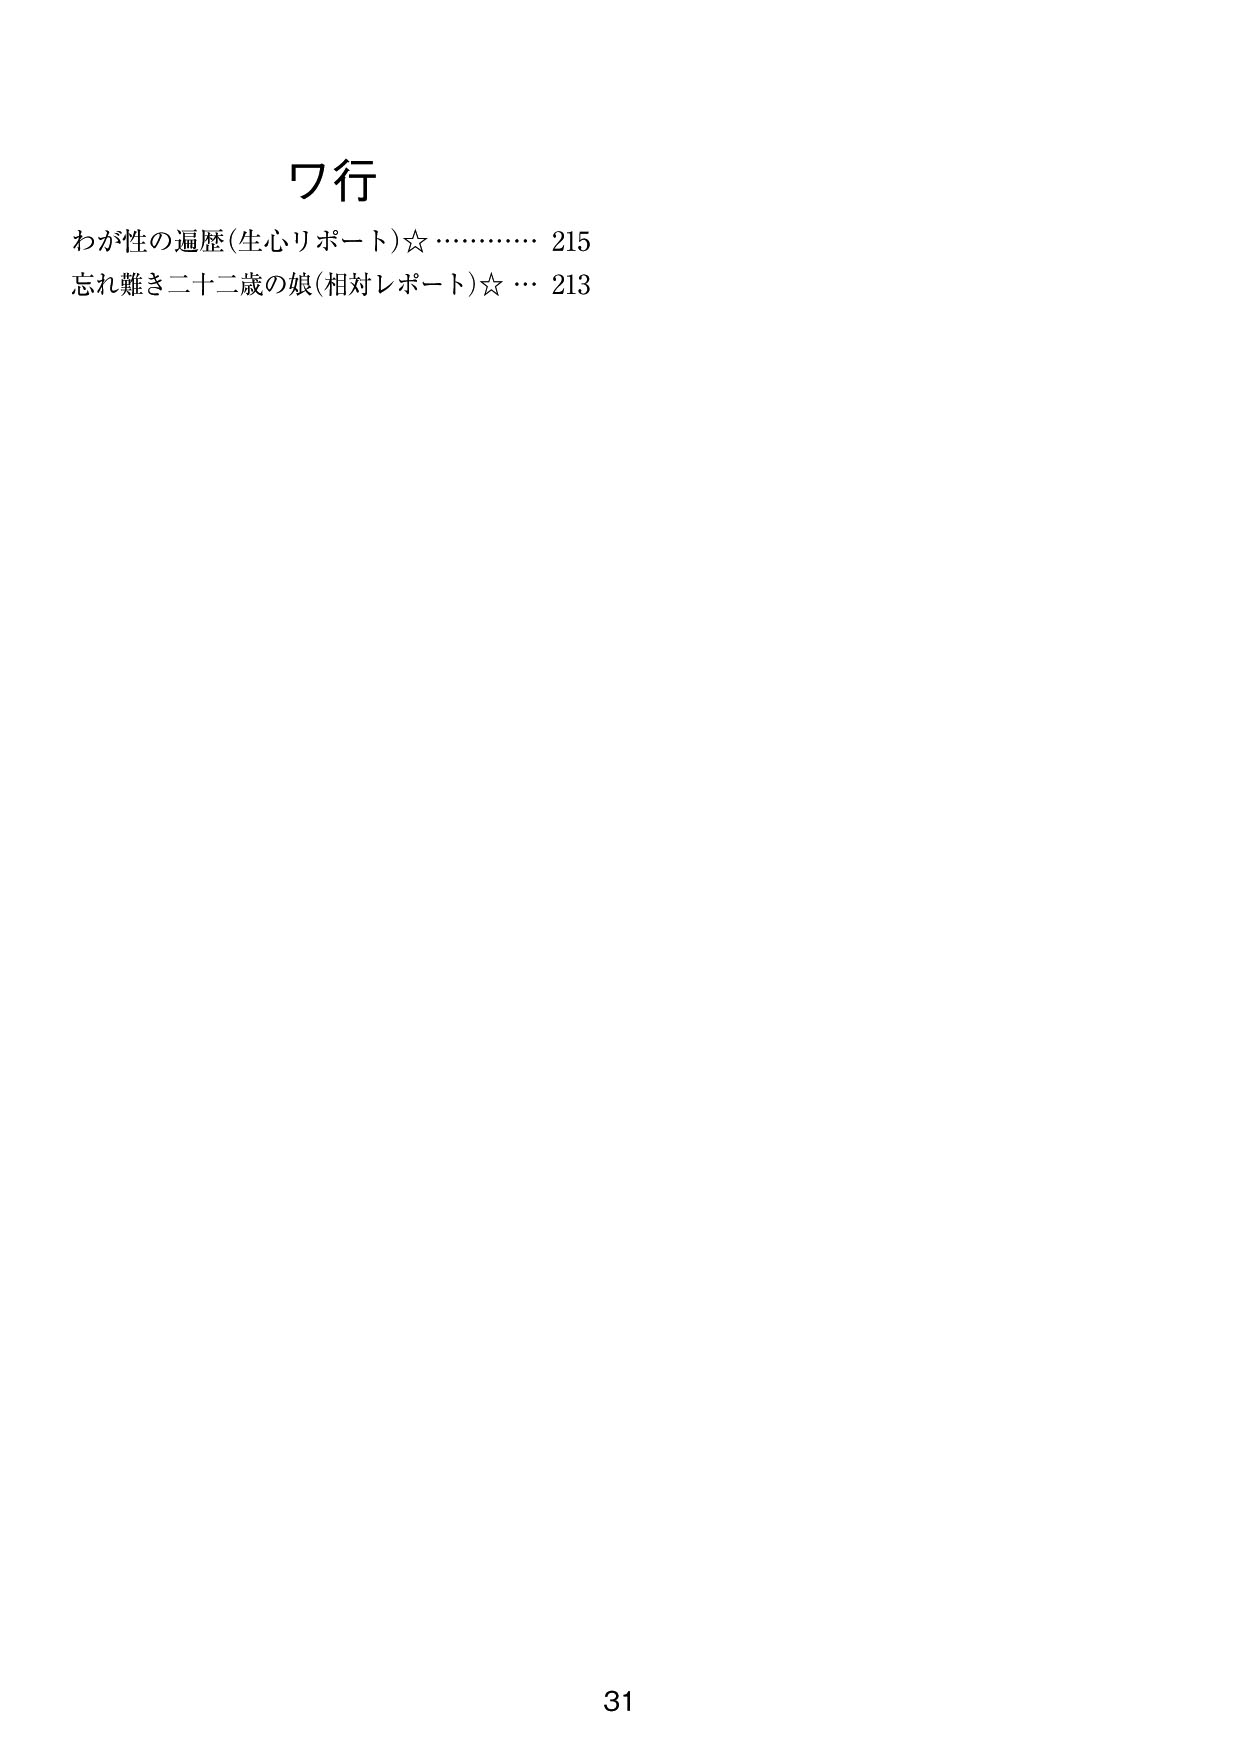 ワ行
わが性の遍歴(生心リポート)☆ ………… 215
忘れ難き二十二歳の娘(相対レポート)☆ … 213
31